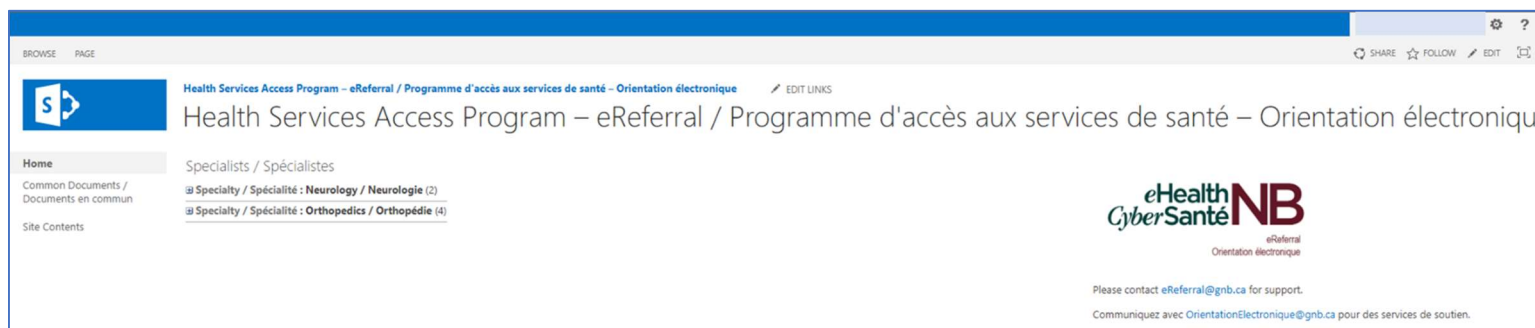 ?
BROWSE PAGE
SHARE FOLLOW EDIT
S
Health Services Access Program – eReferral / Programme d'accès aux services de santé – Orientation électronique
EDIT LINKS
Health Services Access Program – eReferral / Programme d'accès aux services de santé – Orientation électroniqu
Home
Common Documents /
Documents en commun
Site Contents
Specialists / Spécialistes
Specialty / Spécialité : Neurology / Neurologie (2)
Specialty / Spécialité : Orthopedics / Orthopédie (4)
eHealth
CyberSanté
NB
eReferral
Orientation électronique
Please contact eReferral@gnb.ca for support.
Communiquez avec OrientationElectronique@gnb.ca pour des services de soutien.